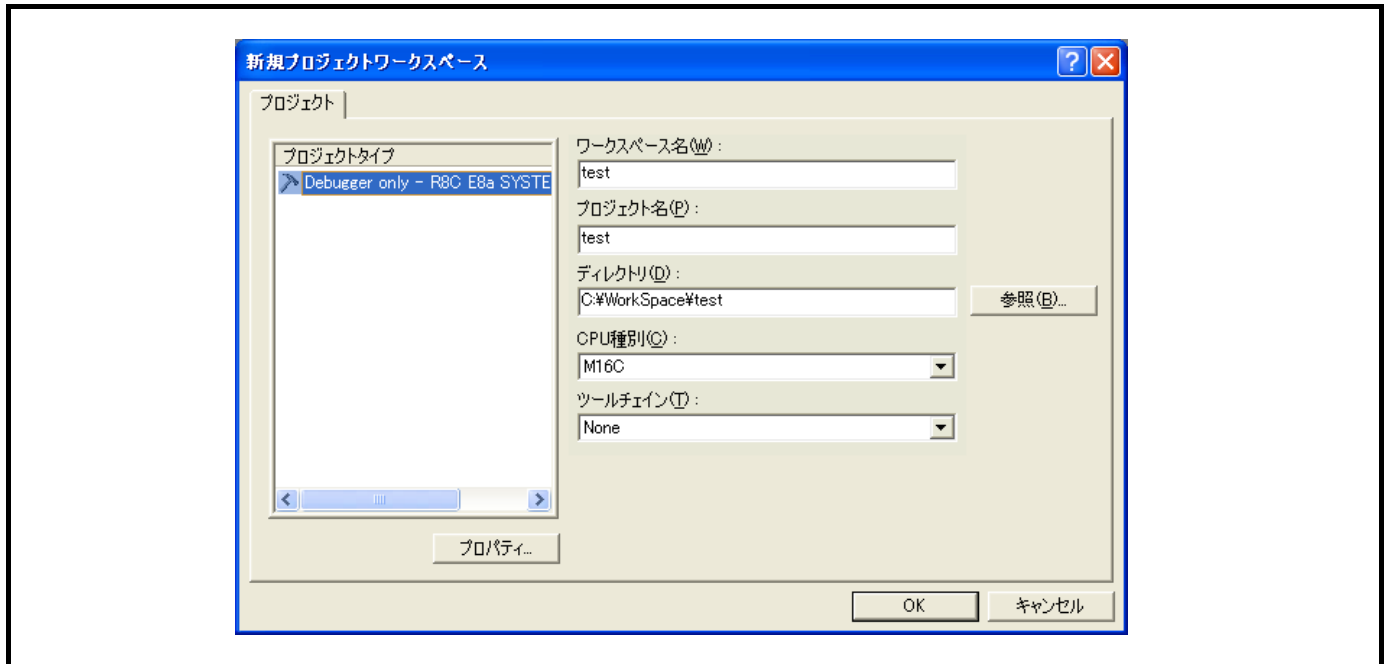 新規プロジェクトワークスペース
プロジェクト
プロジェクトタイプ
Debugger only - R8C E8a SYSTE
プロパティ...
ワークスペース名(W) :
test
プロジェクト名(P) :
test
ディレクトリ(D) :
C:¥WorkSpace¥test
参照(B)...
CPU種別(C) :
M16C
ツールチェイン(T) :
None
OK
キャンセル